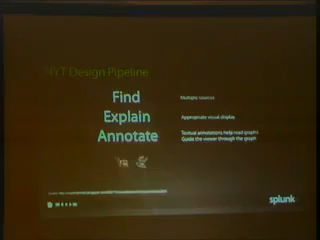 NYT Design Pipeline
Find
Multiple sources
Explain
Appropriate visual display
Annotate
Textual annotations help read graphs
Guide the viewer through the graph
splunk>